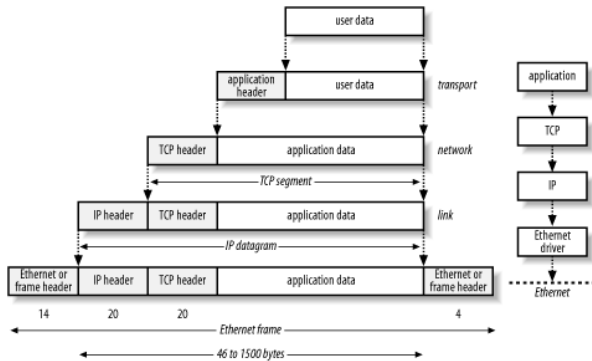 user data
application header
user data
transport
TCP header
application data
network
TCP segment
IP header
TCP header
application data
link
IP datagram
Ethernet or frame header
IP header
TCP header
application data
Ethernet or frame header
14
20
20
4
Ethernet frame
46 to 1500 bytes
application
TCP
IP
Ethernet driver
Ethernet